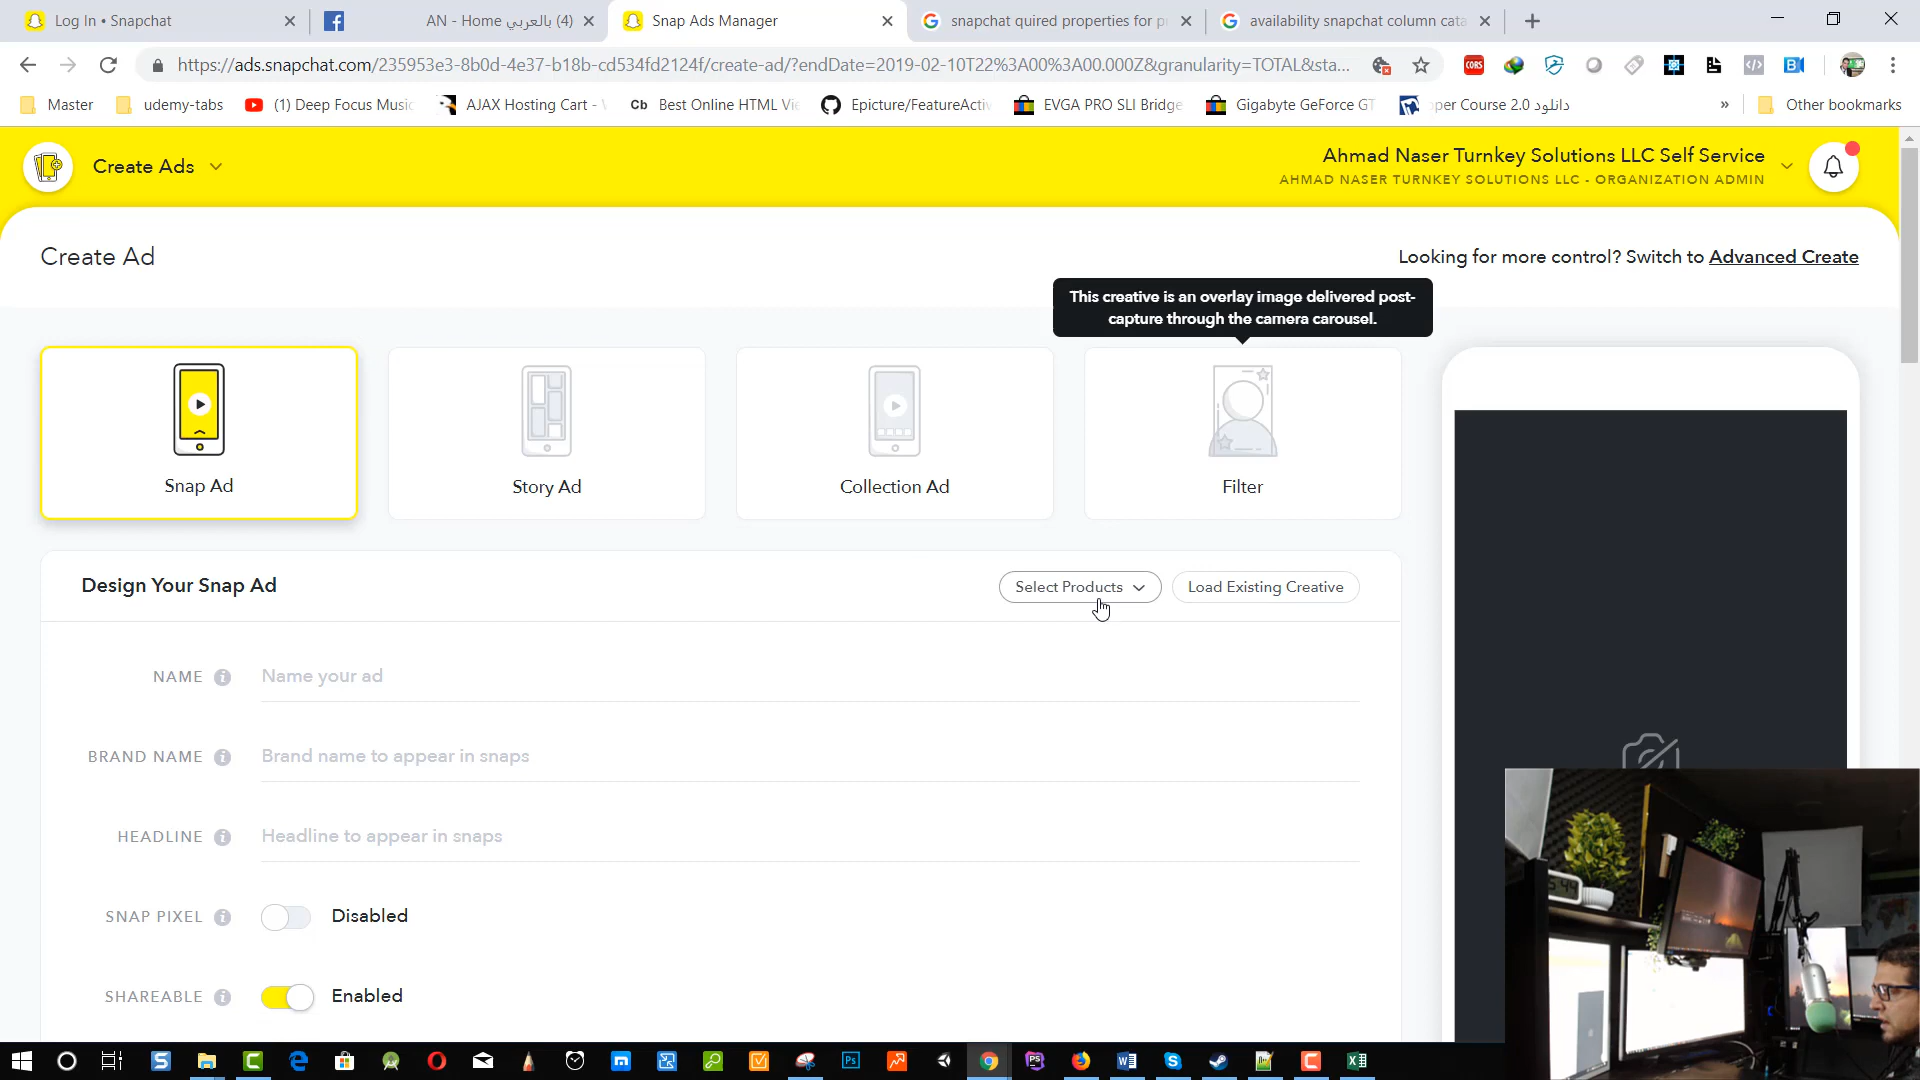 Log In • Snapchat
AN - Home بالعربي (4)
Snap Ads Manager
snapchat quired properties for p
availability snapchat column cata
https://ads.snapchat.com/235953e3-8b0d-4e37-b18b-cd534fd2124f/create-ad/?endDate=2019-02-10T22%3A00%3A00.000Z&granularity=TOTAL&sta...
Master
udemy-tabs
(1) Deep Focus Music
AJAX Hosting Cart -
Cb Best Online HTML Vie
Epicture/FeatureActiv
EVGA PRO SLI Bridge
Gigabyte GeForce GT
oper Course 2.0 دانلود
»
Other bookmarks
Create Ads
Ahmad Naser Turnkey Solutions LLC Self Service
AHMAD NASER TURNKEY SOLUTIONS LLC - ORGANIZATION ADMIN
Create Ad
Looking for more control? Switch to Advanced Create
This creative is an overlay image delivered post-
capture through the camera carousel.
Snap Ad
Story Ad
Collection Ad
Filter
Design Your Snap Ad
Select Products
Load Existing Creative
NAME
Name your ad
BRAND NAME
Brand name to appear in snaps
HEADLINE
Headline to appear in snaps
SNAP PIXEL
Disabled
SHAREABLE
Enabled